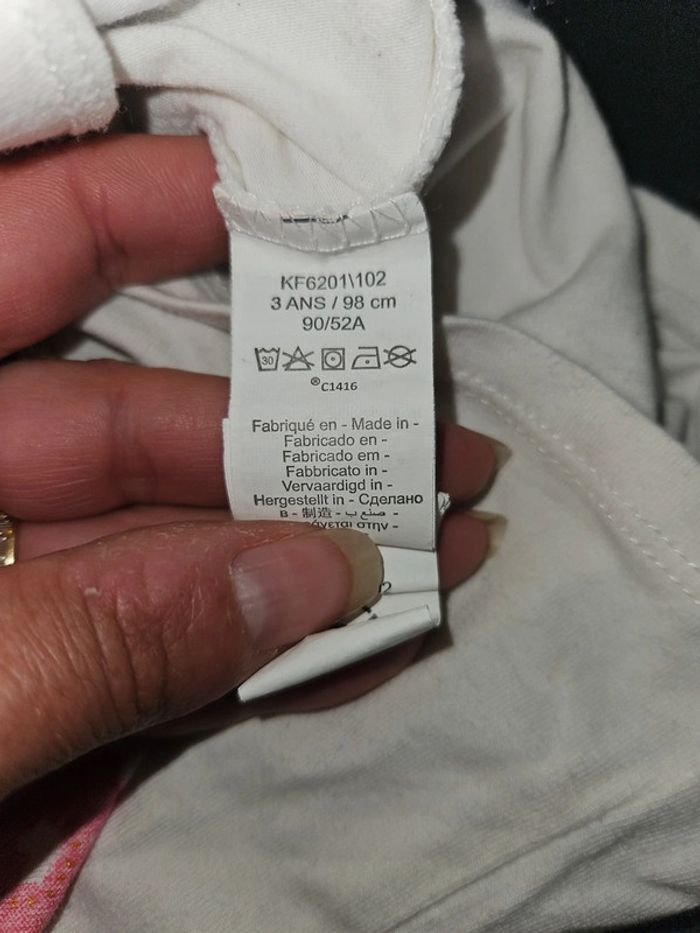 KF6201\102
3 ANS / 98 cm
90/52A
30
®C1416
Fabriqué en - Made in -
Fabricado en -
Fabricado em -
Fabbricato in -
Vervaardigd in -
Hergestellt in - Сделано
в - 制造 - صنع ب -